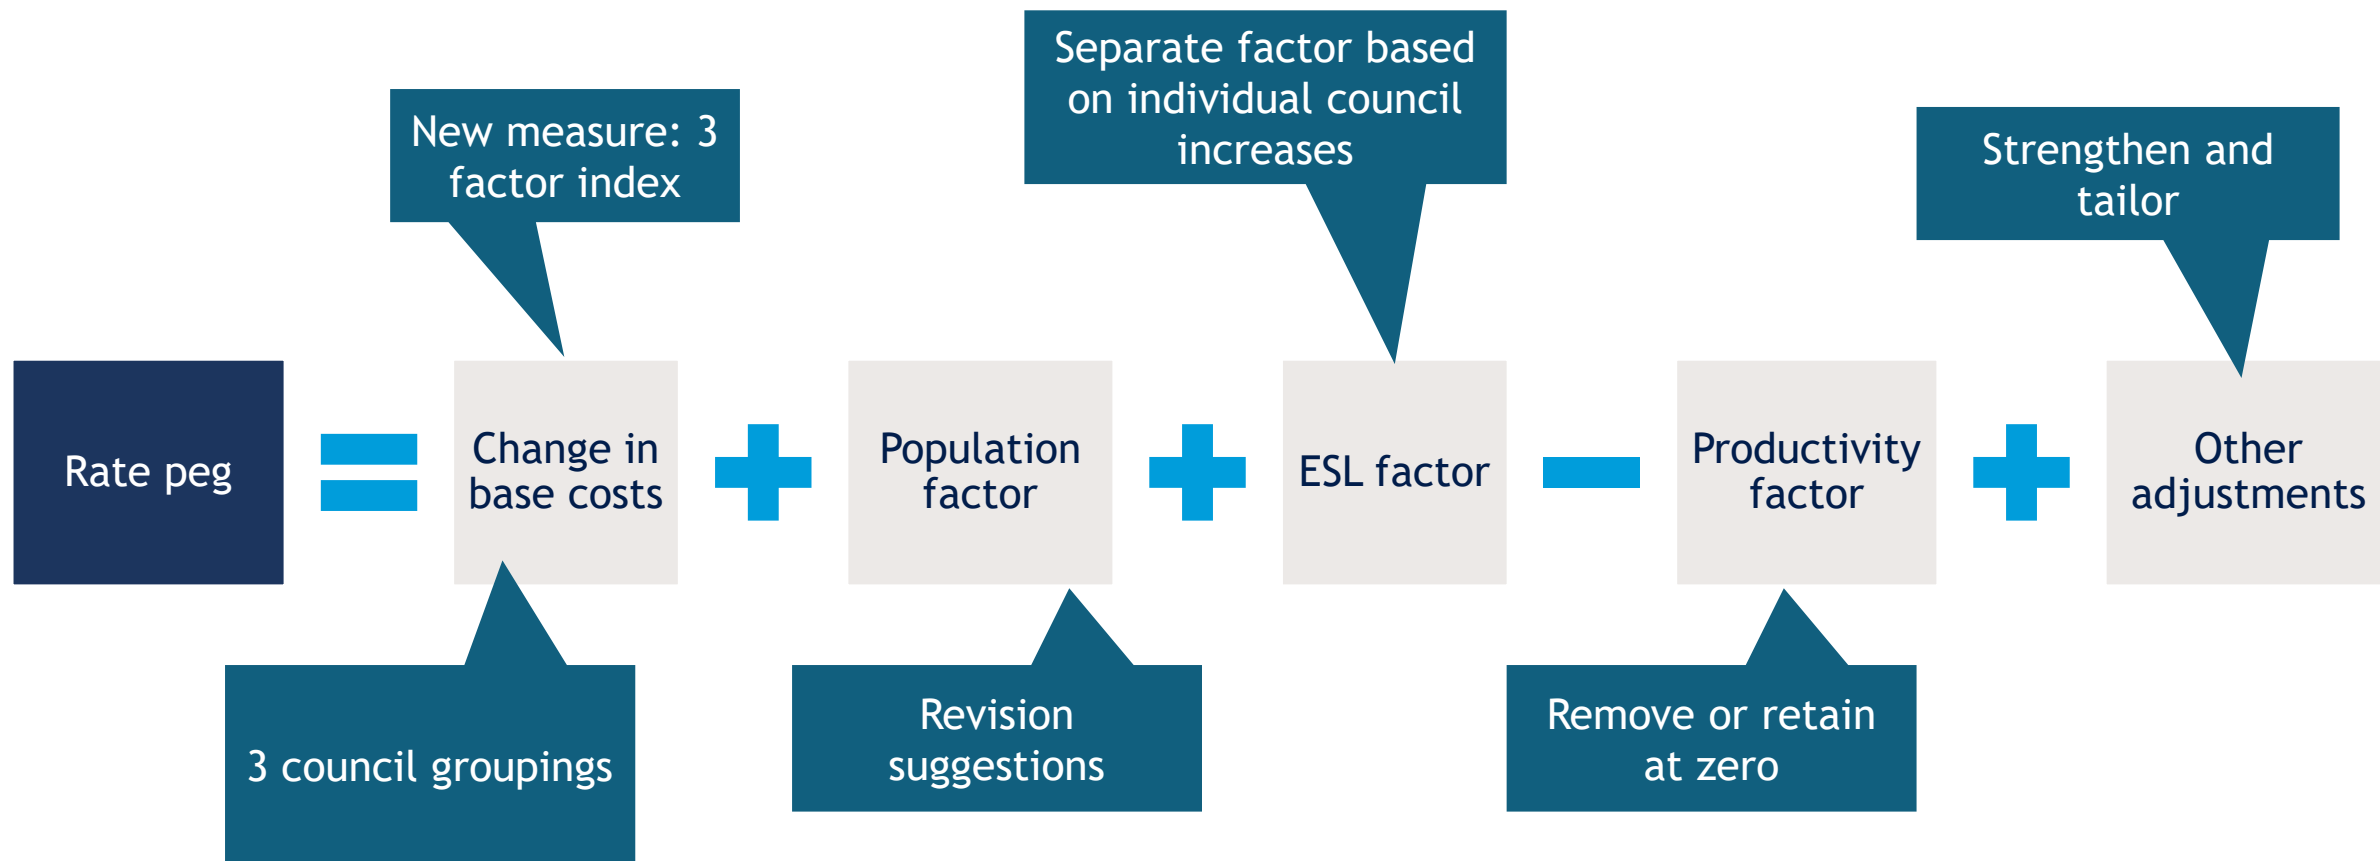 Separate factor based
on individual council
increases
New measure: 3
factor index
Strengthen and
tailor
Rate peg
=
Change in
base costs
+
Population
factor
+
ESL factor
−
Productivity
factor
+
Other
adjustments
3 council groupings
Revision
suggestions
Remove or retain
at zero